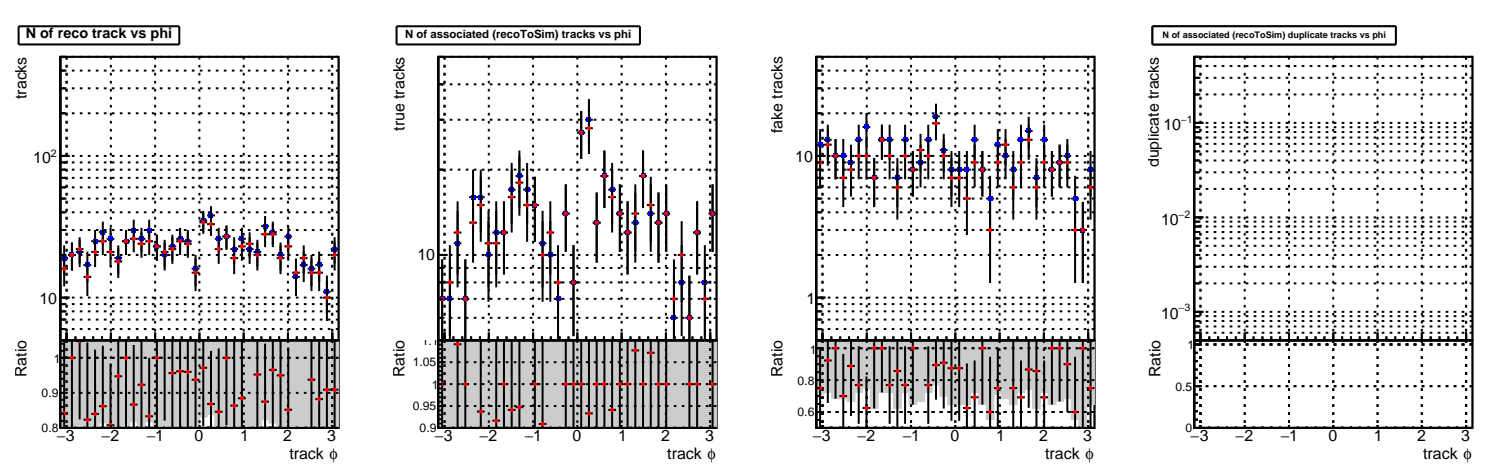 N of reco track vs phi
tracks
10²
10
Ratio
1
0.9
0.8
−3 −2 −1 0 1 2 3
track ϕ
N of associated (recoToSim) tracks vs phi
true tracks
10
Ratio
1.1
1.05
1
0.95
0.9
−3 −2 −1 0 1 2 3
track ϕ
fake tracks
10
1
Ratio
1
0.8
0.6
−3 −2 −1 0 1 2 3
track ϕ
N of associated (recoToSim) duplicate tracks vs phi
duplicate tracks
10⁻¹
10⁻²
10⁻³
Ratio
1
0.5
0
−3 −2 −1 0 1 2 3
track ϕ